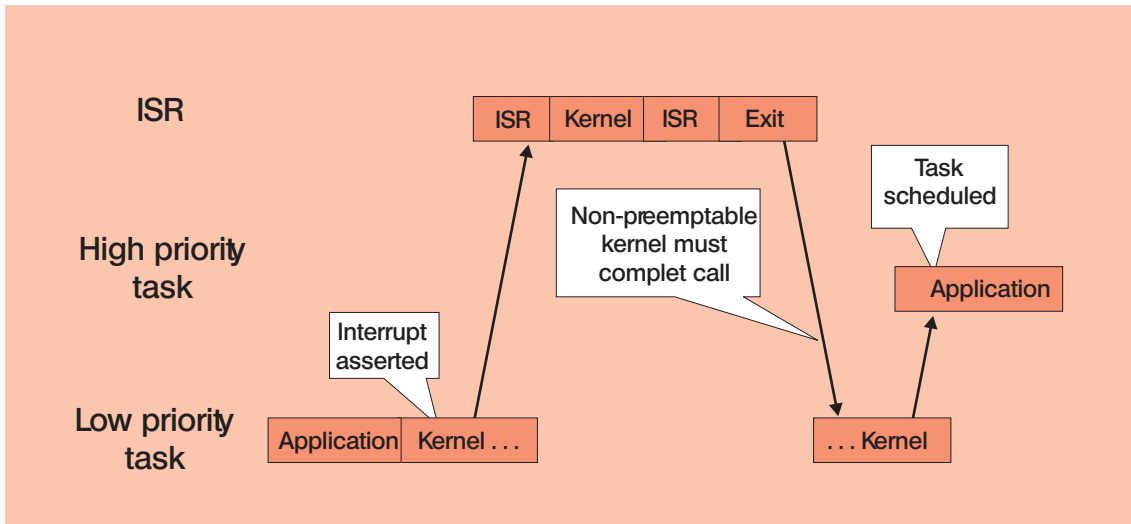 ISR
ISR Kernel ISR Exit
Task
scheduled
Non-preemptable
kernel must
complet call
High priority
task
Application
Interrupt
asserted
Low priority
task
Application Kernel . . .
. . . Kernel